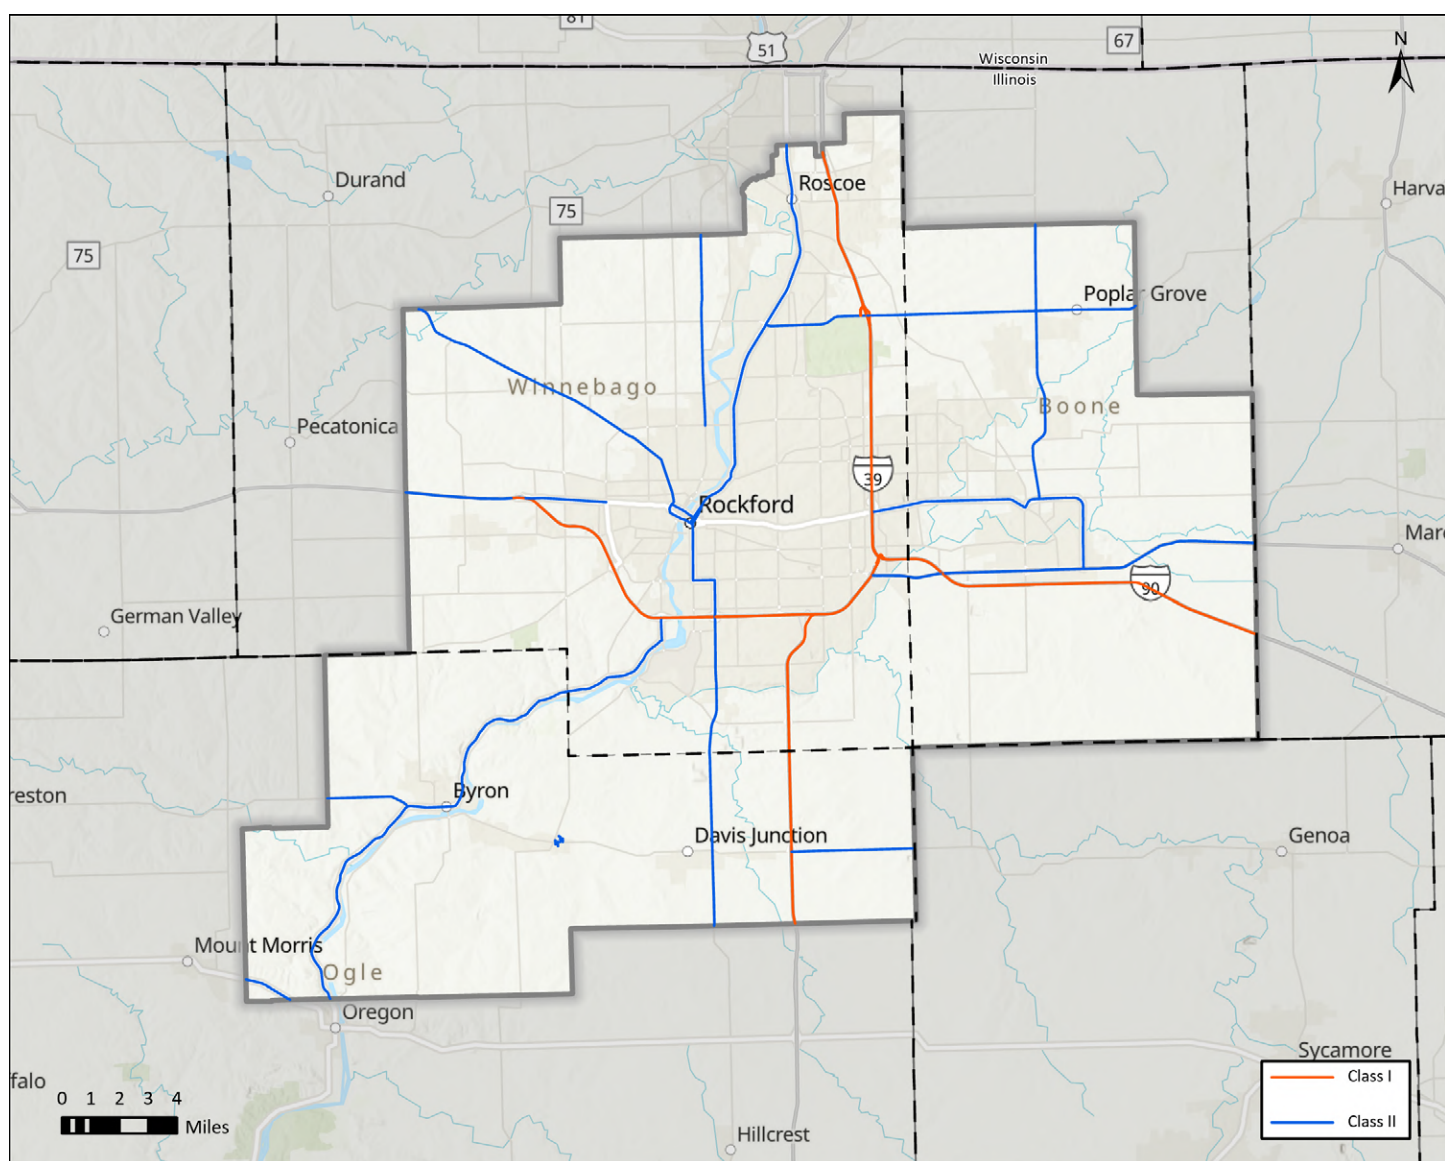 81
51
67
N
Wisconsin
Illinois
Durand
Roscoe
75
Harva
75
Poplar Grove
Winnebago
Boone
Pecatonica
39
Rockford
Marc
90
German Valley
Byron
reston
Davis Junction
Genoa
Mount Morris
Ogle
Oregon
Sycamore
ffalo
0 1 2 3 4
Miles
Class I
Class II
Hillcrest